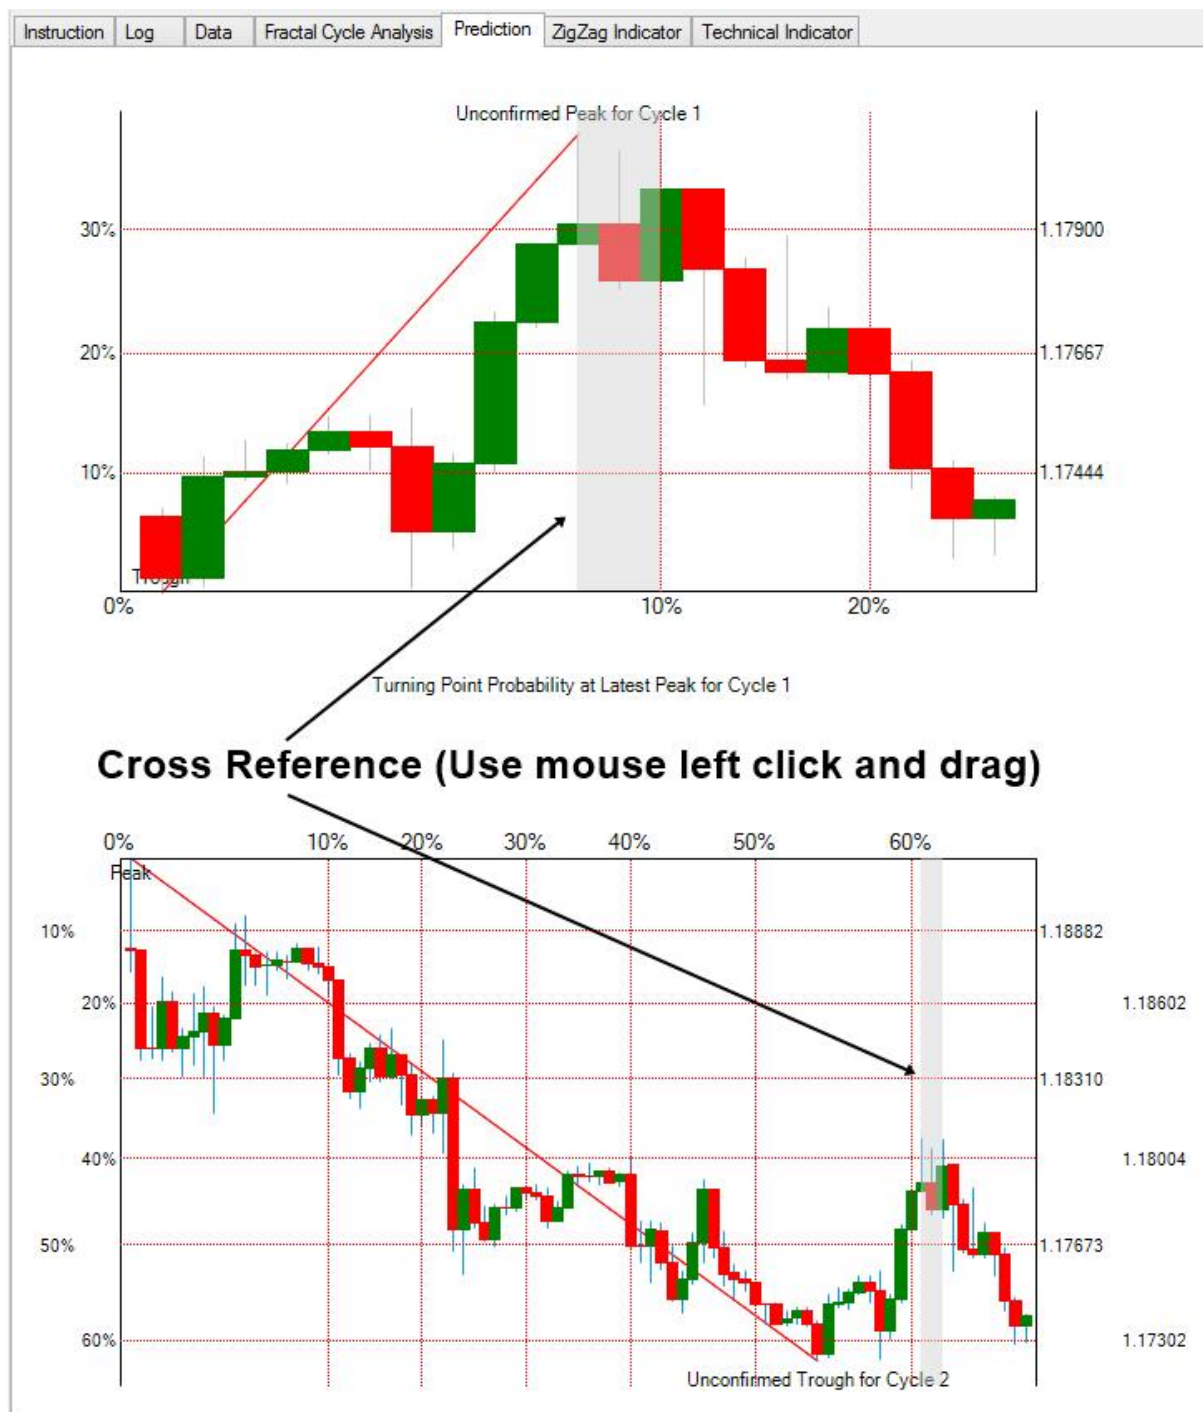 Instruction Log Data Fractal Cycle Analysis Prediction ZigZag Indicator Technical Indicator
Unconfirmed Peak for Cycle 1
30% 1.17900
20% 1.17667
10% 1.17444
Trough
0% 10% 20%
Turning Point Probability at Latest Peak for Cycle 1
Cross Reference (Use mouse left click and drag)
0% 10% 20% 30% 40% 50% 60%
Peak
10% 1.18882
20% 1.18602
30% 1.18310
40% 1.18004
50% 1.17673
60% 1.17302
Unconfirmed Trough for Cycle 2